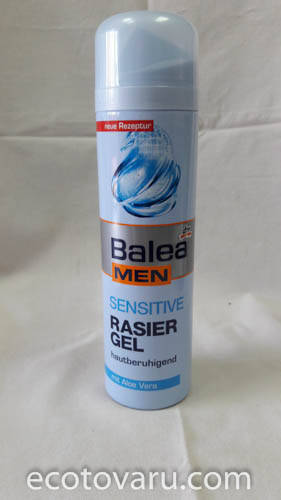 neue Rezeptur
Balea
MEN
SENSITIVE
RASIER
GEL
hautberuhigend
mit Aloe Vera
ecotovaru.com